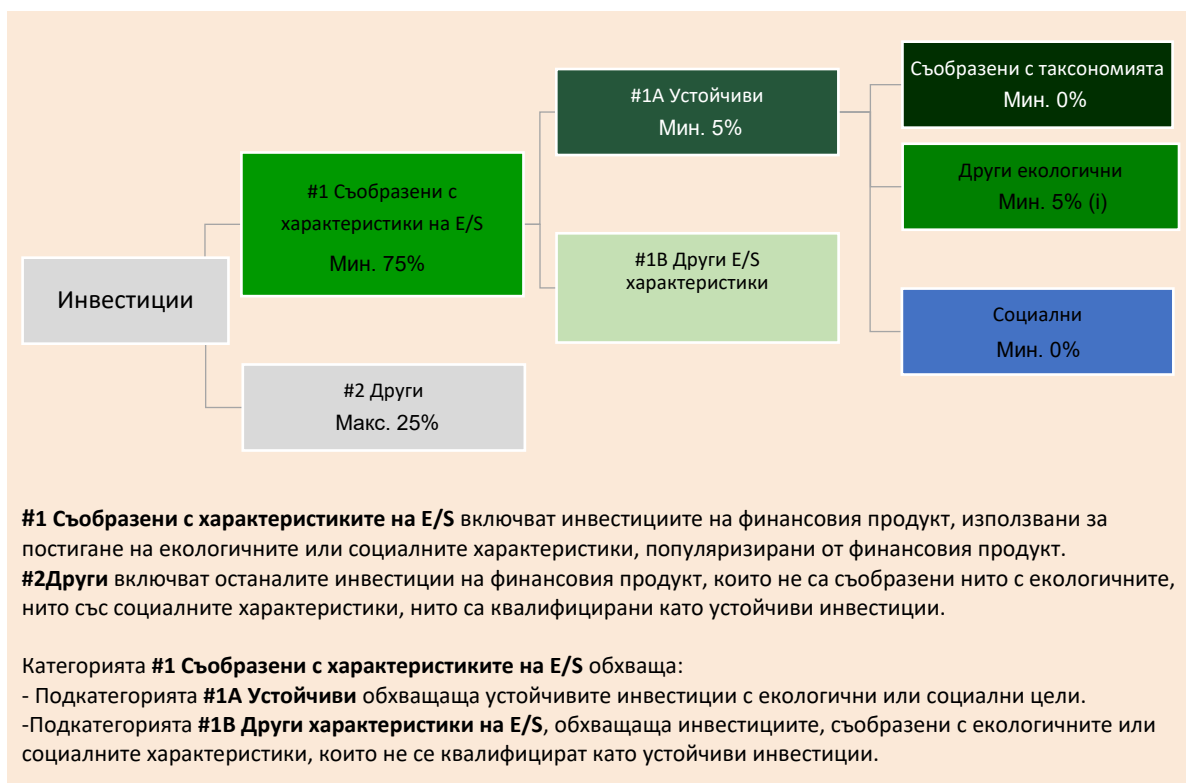 Инвестиции
#1 Съобразени с
характеристики на E/S
Мин. 75%
#2 Други
Макс. 25%
#1A Устойчиви
Мин. 5%
#1B Други E/S
характеристики
Съобразени с таксономията
Мин. 0%
Други екологични
Мин. 5% (i)
Социални
Мин. 0%
#1 Съобразени с характеристиките на E/S включват инвестициите на финансовия продукт, използвани за
постигане на екологичните или социалните характеристики, популяризирани от финансовия продукт.
#2Други включват останалите инвестиции на финансовия продукт, които не са съобразени нито с екологичните,
нито със социалните характеристики, нито са квалифицирани като устойчиви инвестиции.
Категорията #1 Съобразени с характеристиките на E/S обхваща:
- Подкатегорията #1A Устойчиви обхващаща устойчивите инвестиции с екологични или социални цели.
-Подкатегорията #1B Други характеристики на E/S, обхващаща инвестициите, съобразени с екологичните или
социалните характеристики, които не се квалифицират като устойчиви инвестиции.